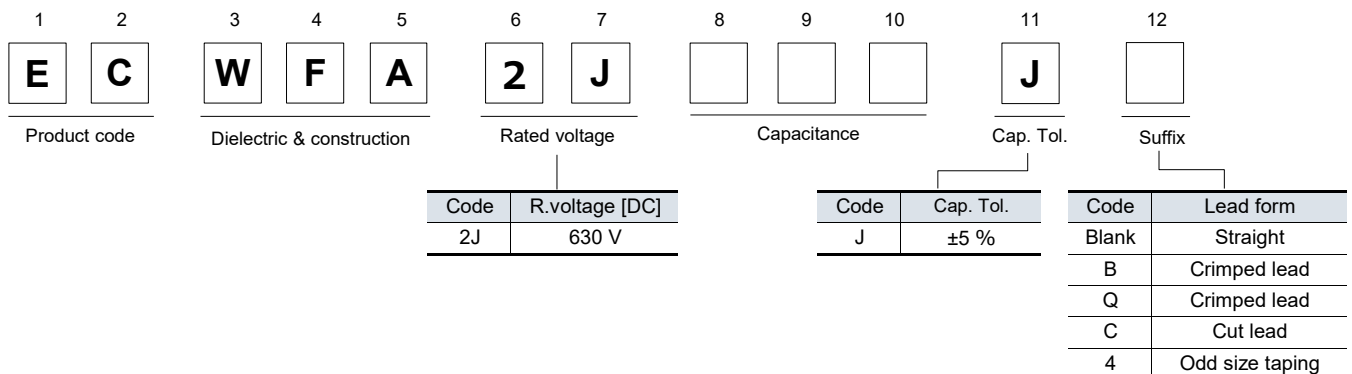 1 2 3 4 5 6 7 8 9 10 11 12
E C W F A 2 J J
Product code Dielectric & construction Rated voltage Capacitance Cap. Tol. Suffix
Code R.voltage [DC] Code Cap. Tol. Code Lead form
2J 630 V J ±5 % Blank Straight
B Crimped lead
Q Crimped lead
C Cut lead
4 Odd size taping